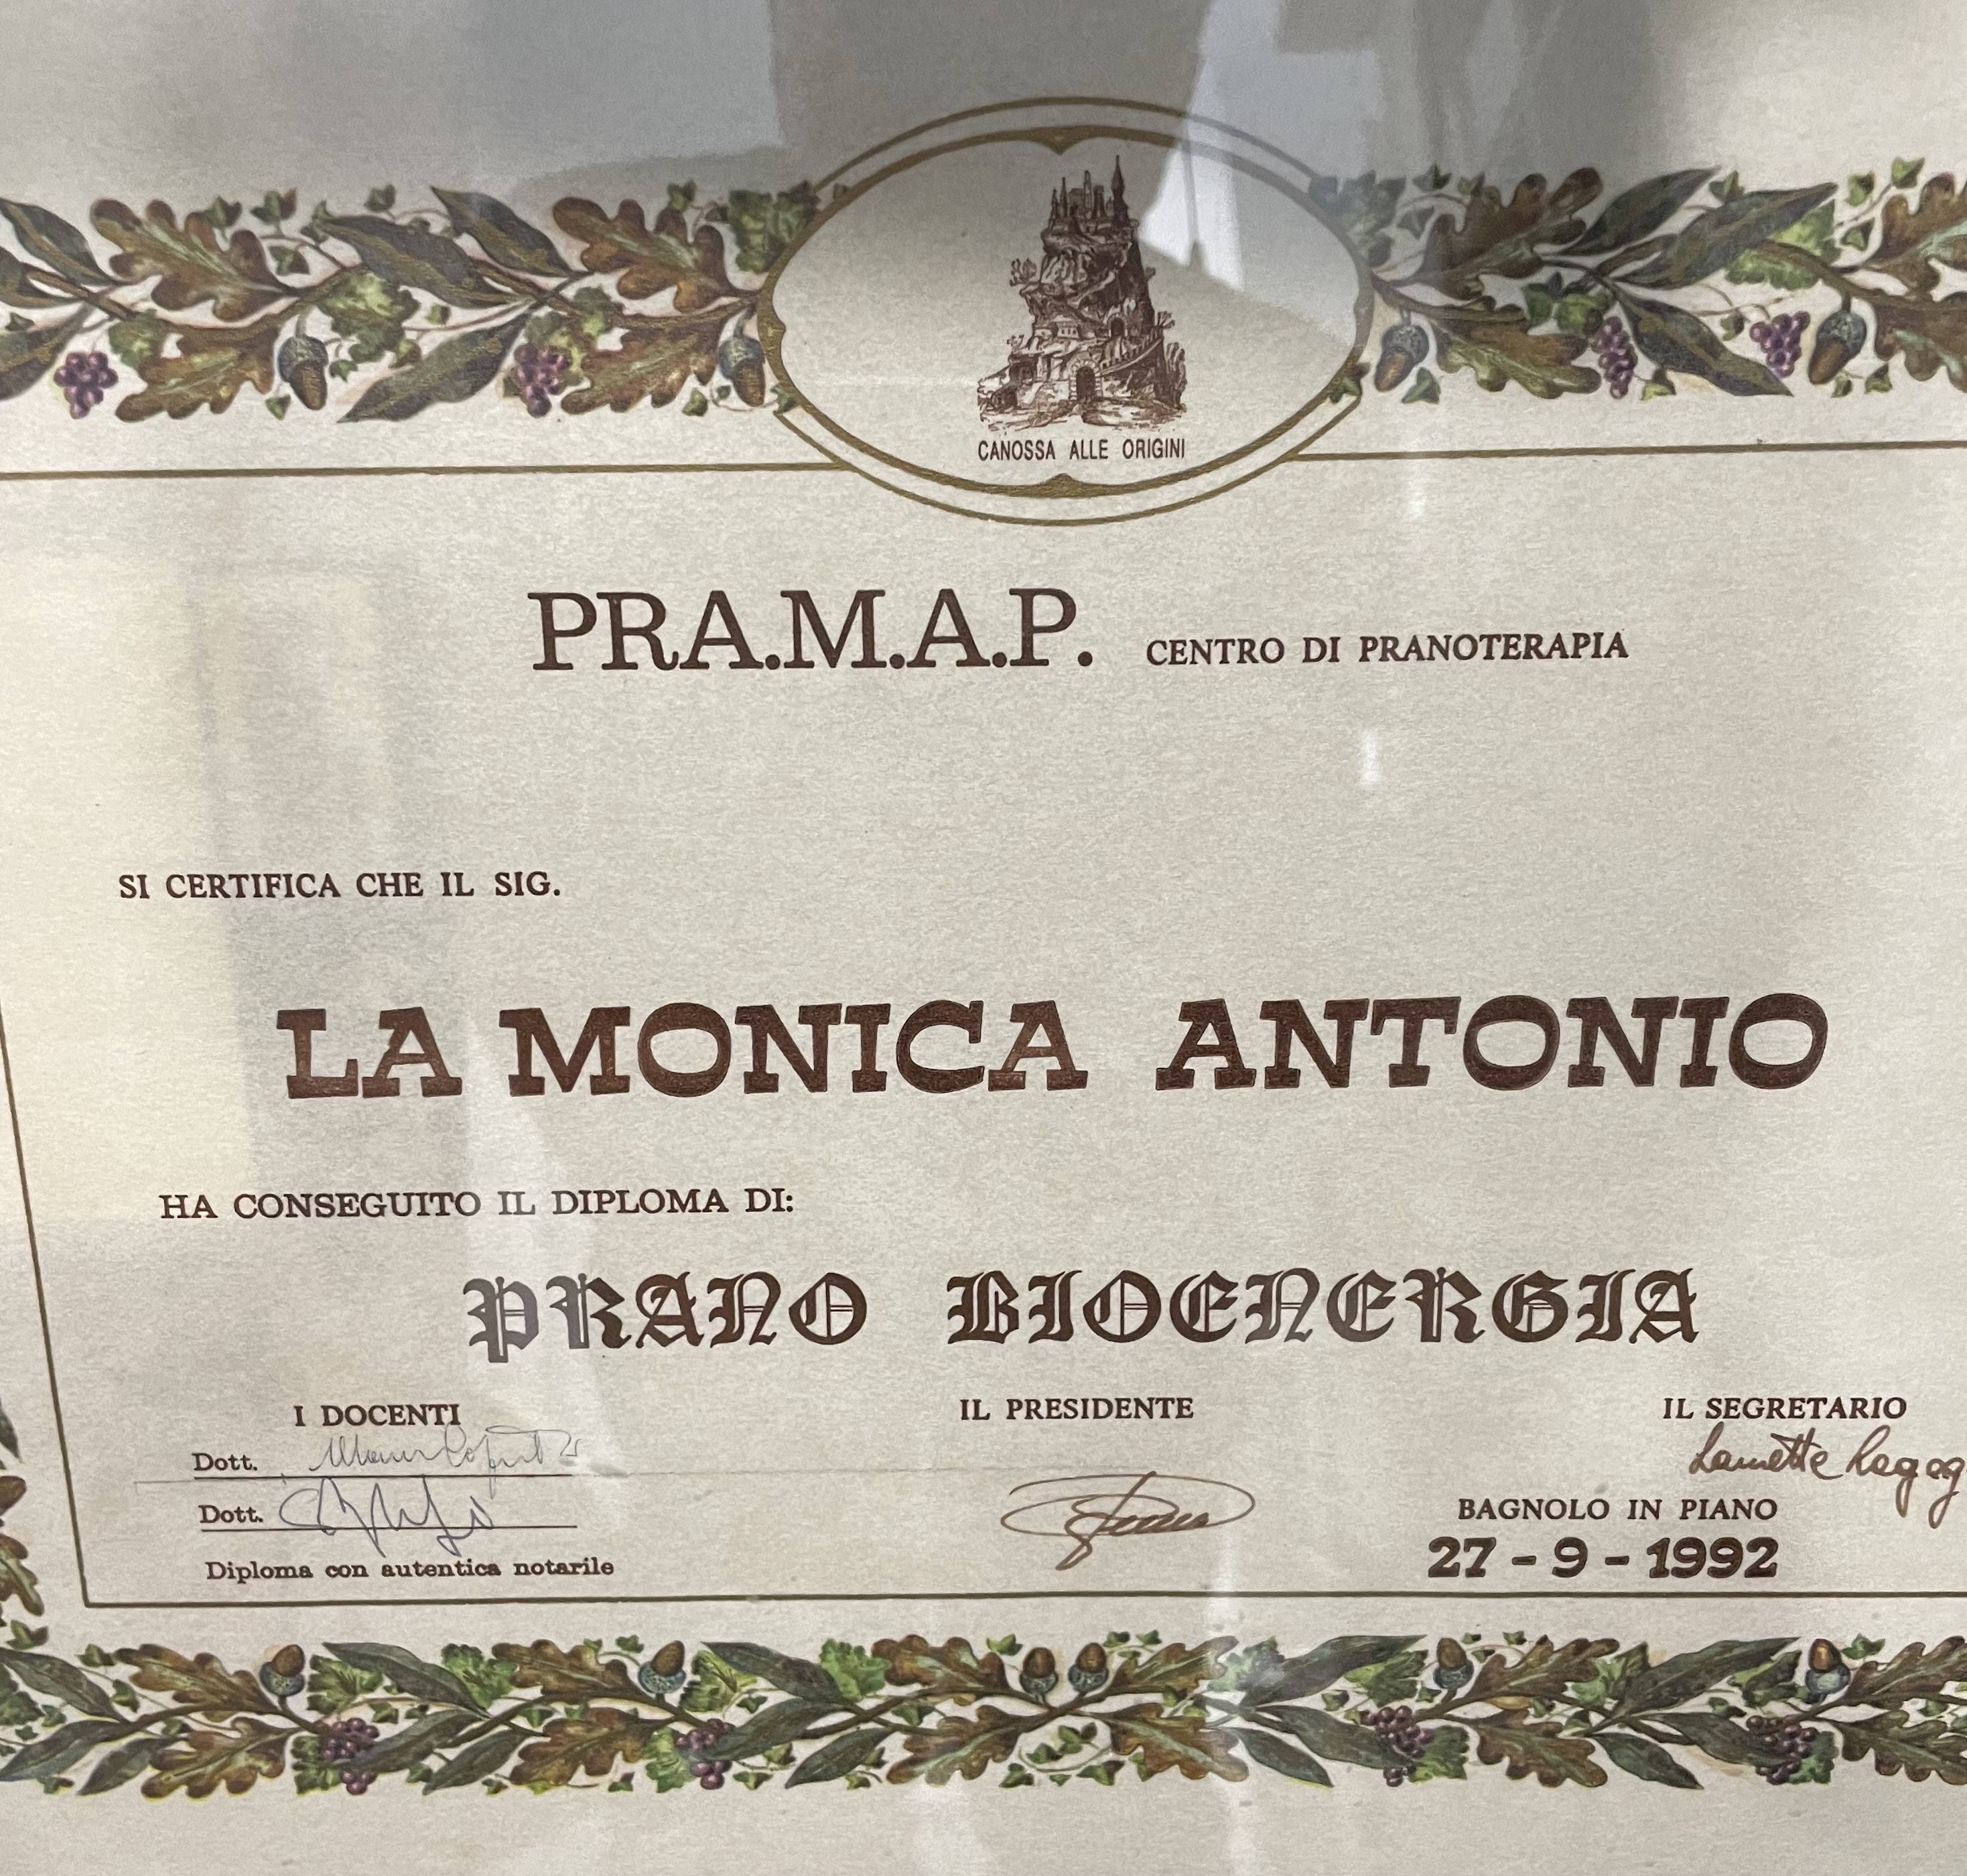 CANOSSA ALLE ORIGINI
PRA.M.A.P. CENTRO DI PRANOTERAPIA
SI CERTIFICA CHE IL SIG.
LA MONICA ANTONIO
HA CONSEGUITO IL DIPLOMA DI:
PRANO BIOENERGIA
I DOCENTI
Dott.
Dott.
Diploma con autentica notarile
IL PRESIDENTE
IL SEGRETARIO
BAGNOLO IN PIANO
27-9-1992